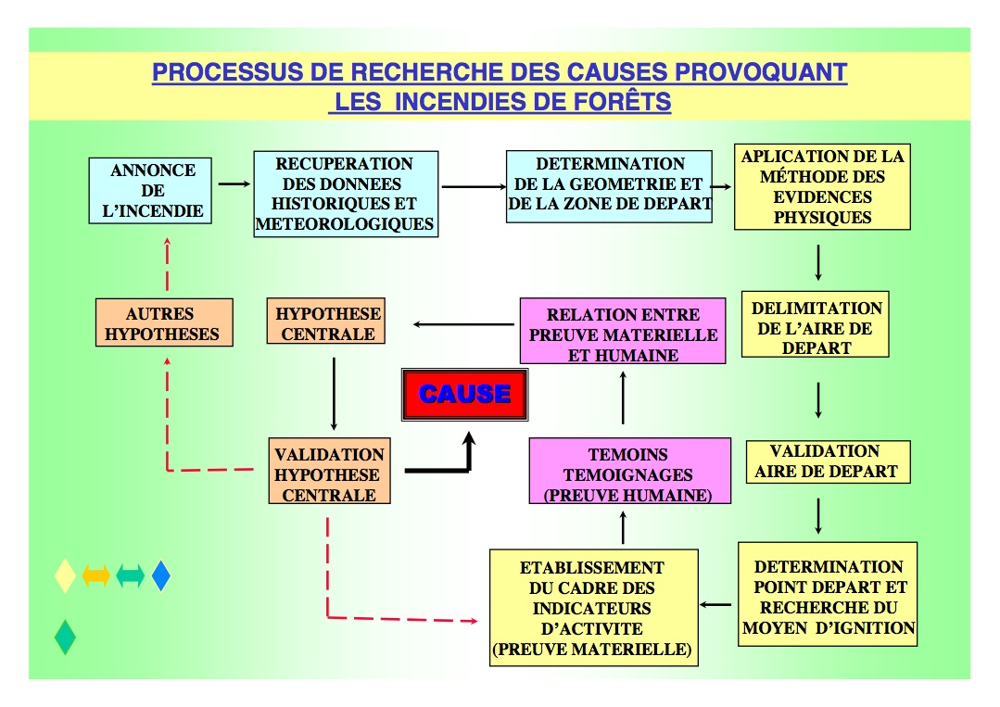 PROCESSUS DE RECHERCHE DES CAUSES PROVOQUANT
LES INCENDIES DE FORÊTS
ANNONCE
DE
L’INCENDIE
RECUPERATION
DES DONNEES
HISTORIQUES ET
METEOROLOGIQUES
DETERMINATION
DE LA GEOMETRIE ET
DE LA ZONE DE DEPART
APLICATION DE LA
MÉTHODE DES
EVIDENCES
PHYSIQUES
AUTRES
HYPOTHESES
HYPOTHESE
CENTRALE
RELATION ENTRE
PREUVE MATERIELLE
ET HUMAINE
DELIMITATION
DE L’AIRE DE
DEPART
CAUSE
VALIDATION
HYPOTHESE
CENTRALE
TEMOINS
TEMOIGNAGES
(PREUVE HUMAINE)
VALIDATION
AIRE DE DEPART
ETABLISSEMENT
DU CADRE DES
INDICATEURS
D’ACTIVITE
(PREUVE MATERIELLE)
DETERMINATION
POINT DEPART ET
RECHERCHE DU
MOYEN D’IGNITION